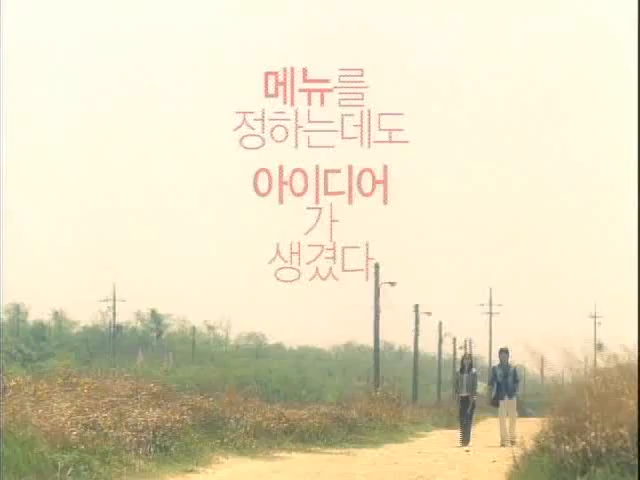 메뉴를
정하는데도
아이디어
가
생겼다